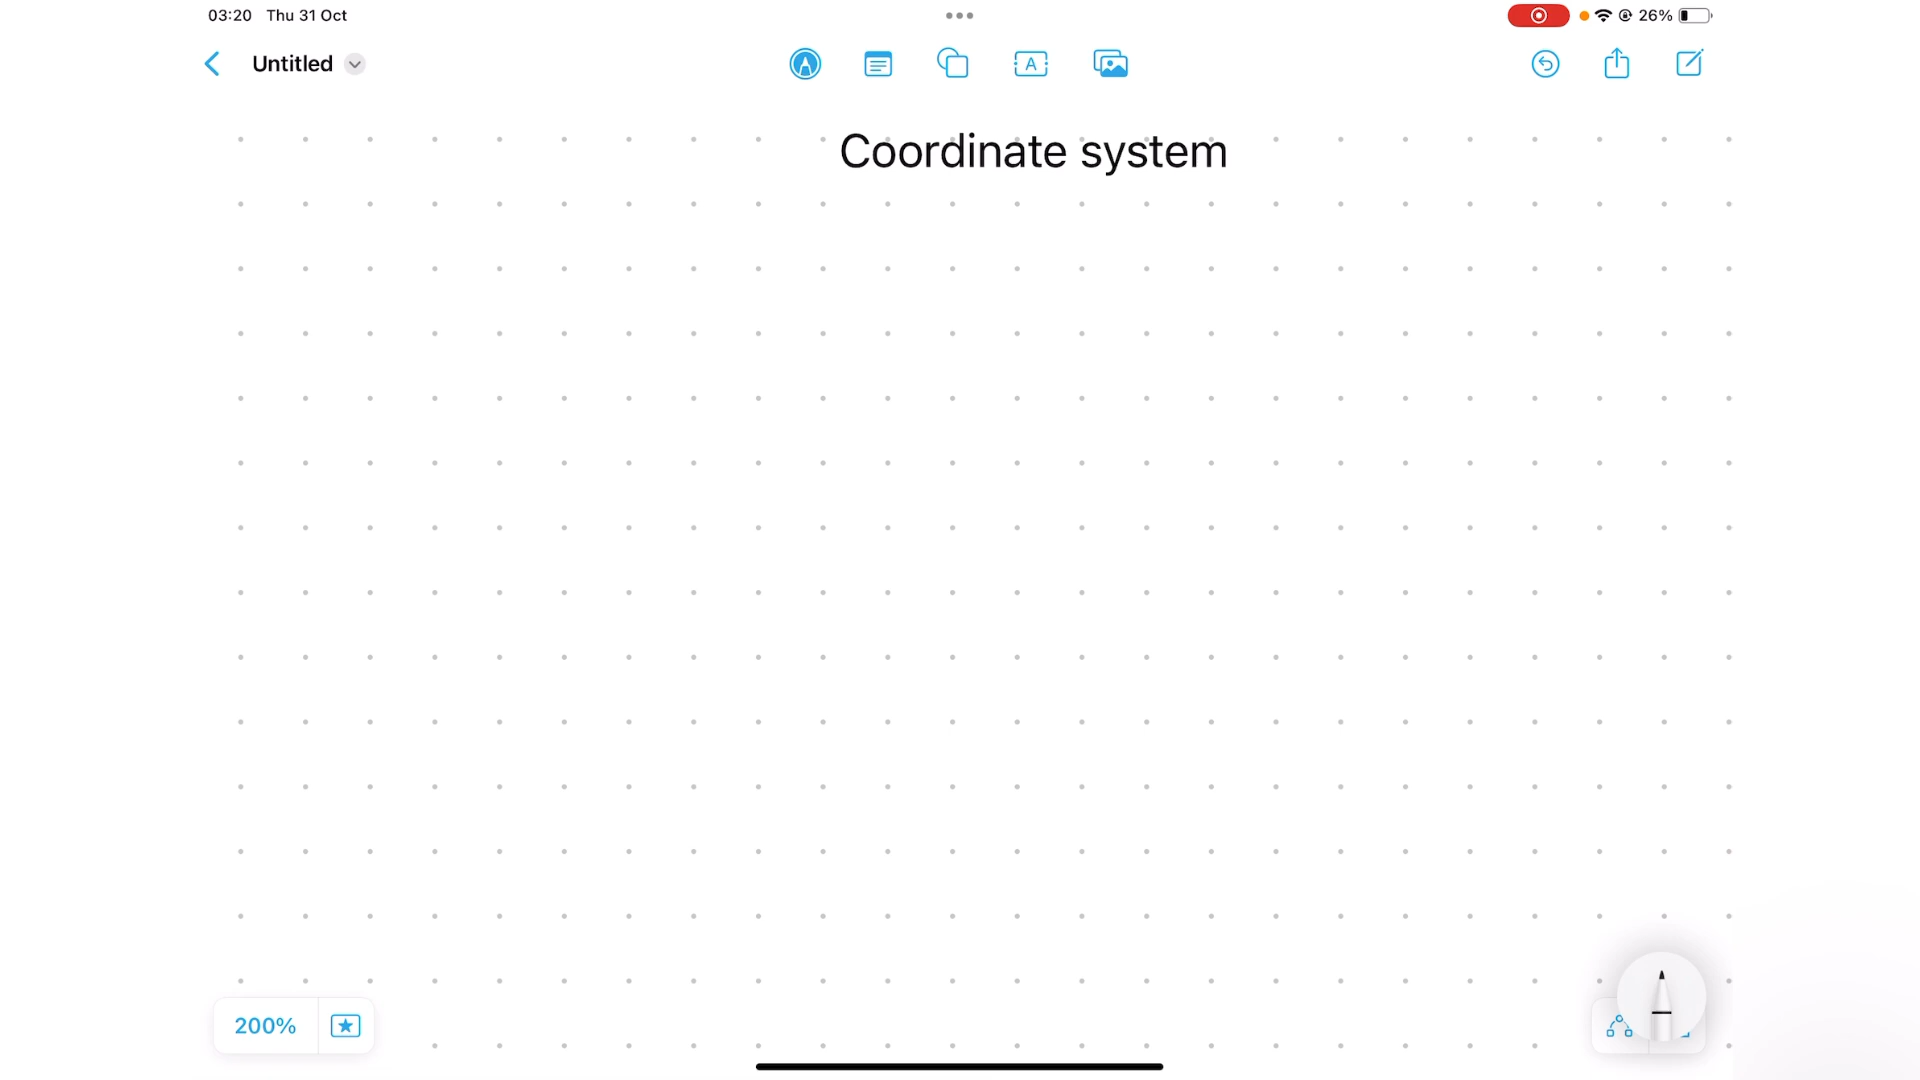 03:20 Thu 31 Oct
26%
Untitled
A
Coordinate system
200%